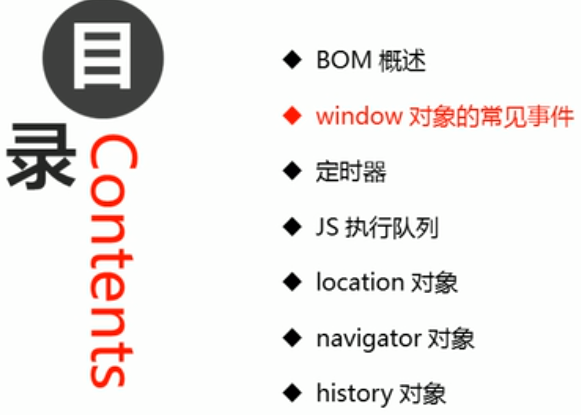 目录
Contents
◆ BOM 概述
◆ window 对象的常见事件
◆ 定时器
◆ JS 执行队列
◆ location 对象
◆ navigator 对象
◆ history 对象